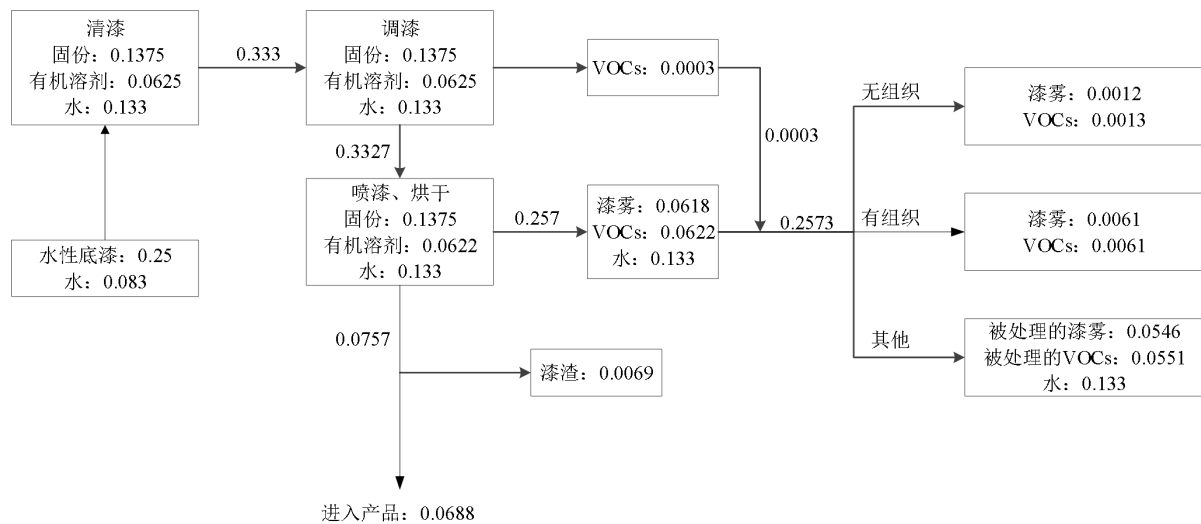 清漆
固份：0.1375
有机溶剂：0.0625
水：0.133
0.333
调漆
固份：0.1375
有机溶剂：0.0625
水：0.133
VOCs：0.0003
0.0003
无组织
漆雾：0.0012
VOCs：0.0013
0.3327
水性底漆：0.25
水：0.083
喷漆、烘干
固份：0.1375
有机溶剂：0.0622
水：0.133
0.257
漆雾：0.0618
VOCs：0.0622
水：0.133
0.2573
有组织
漆雾：0.0061
VOCs：0.0061
0.0757
漆渣：0.0069
其他
被处理的漆雾：0.0546
被处理的VOCs：0.0551
水：0.133
进入产品：0.0688